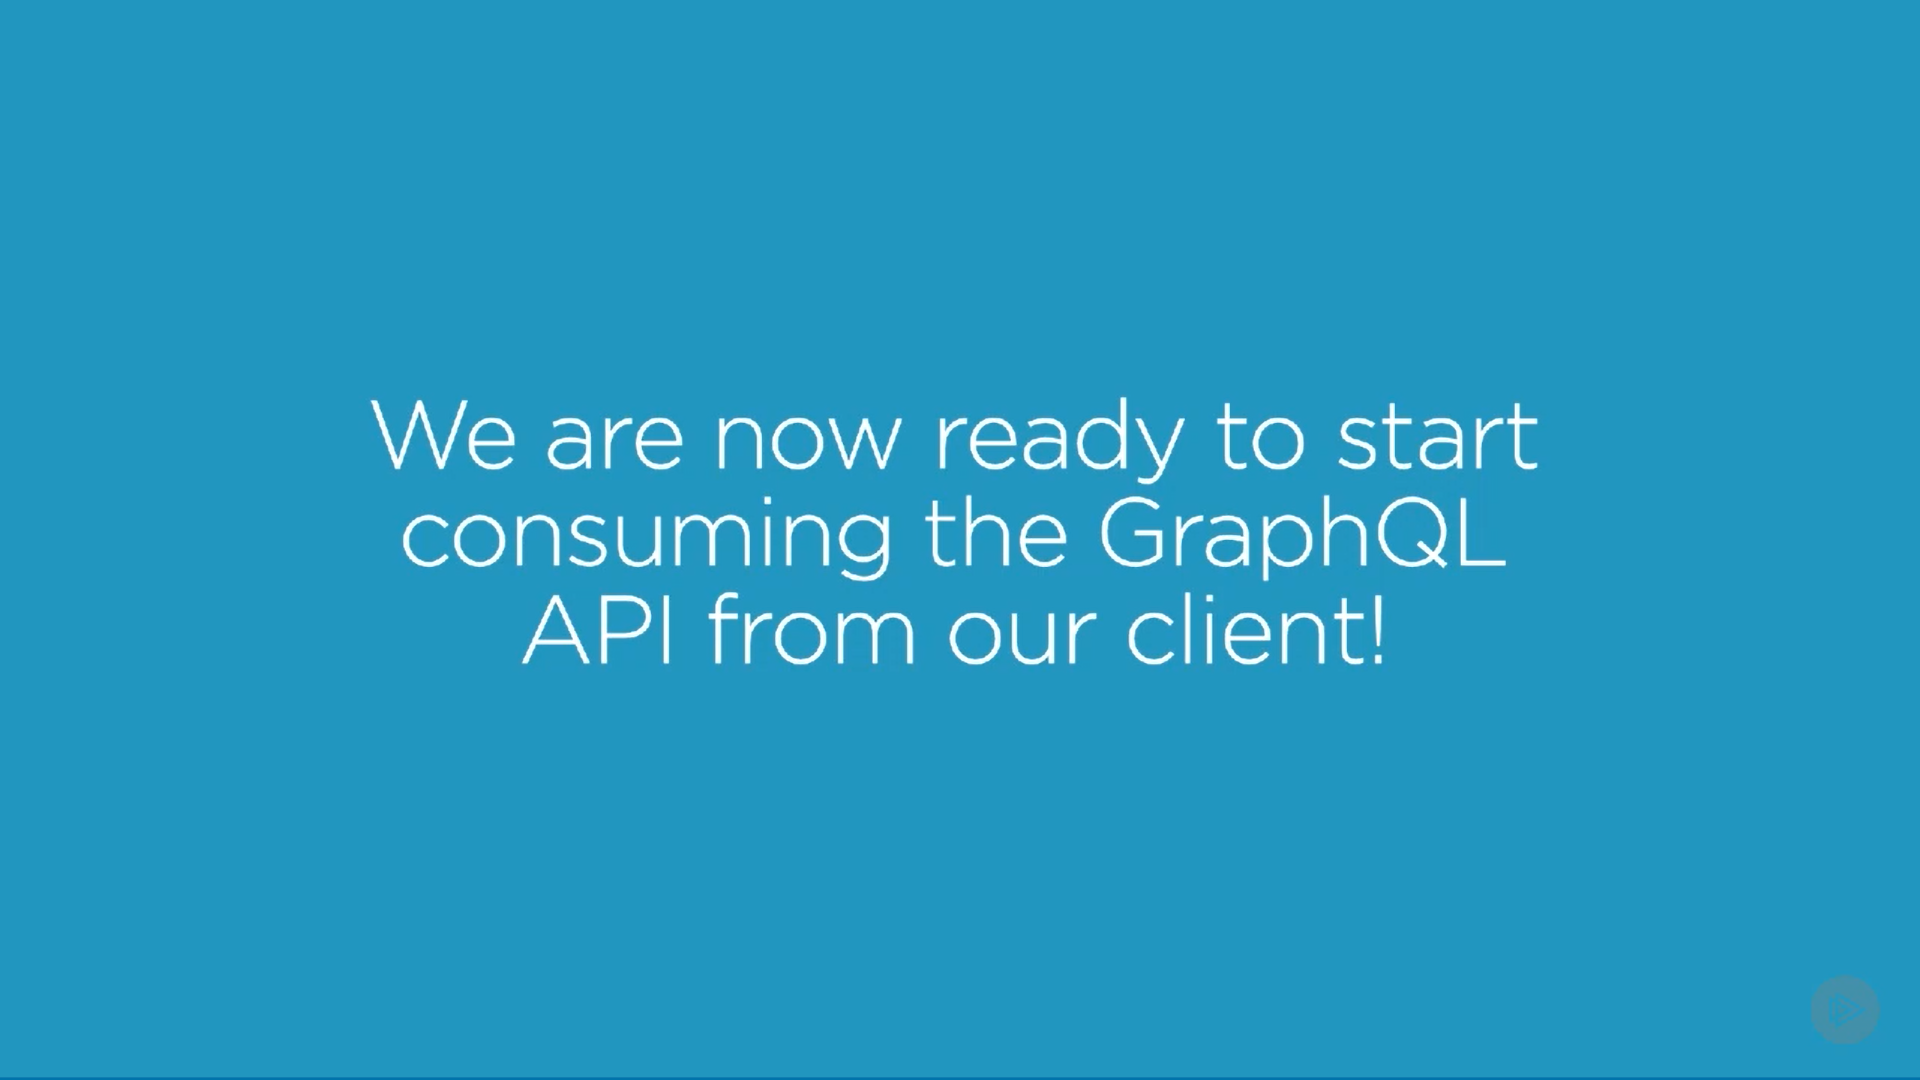 We are now ready to start
consuming the GraphQL
API from our client!